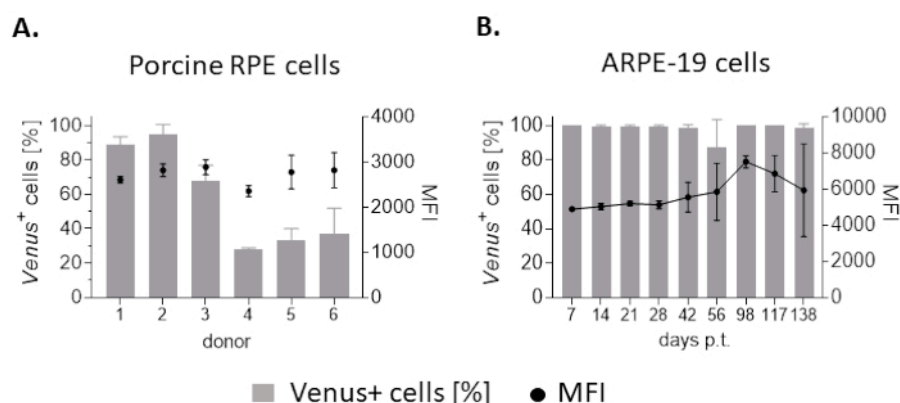 A.
Porcine RPE cells
Venus+ cells [%]
100
80
60
40
20
0
4000
3000
2000
1000
0
MFI
1 2 3 4 5 6
donor
B.
ARPE-19 cells
Venus+ cells [%]
100
80
60
40
20
0
10000
8000
6000
4000
2000
0
MFI
7 14 21 28 42 56 98 117 138
days p.t.
Venus+ cells [%] MFI